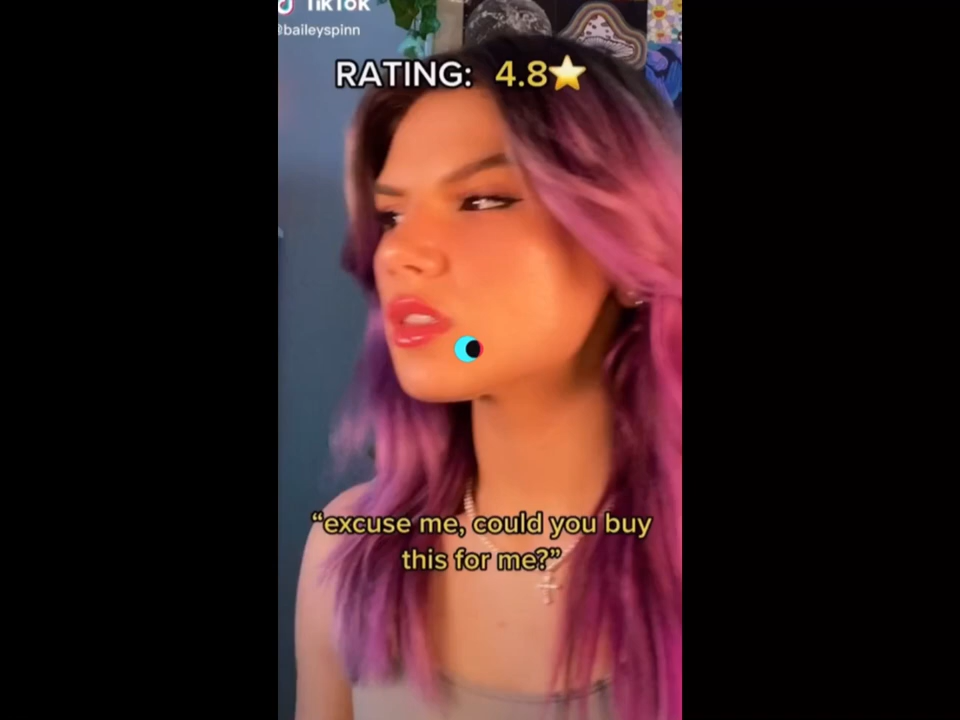 TikTok
@baileyspinn
RATING: 4.8⭐
“excuse me, could you buy
this for me?”